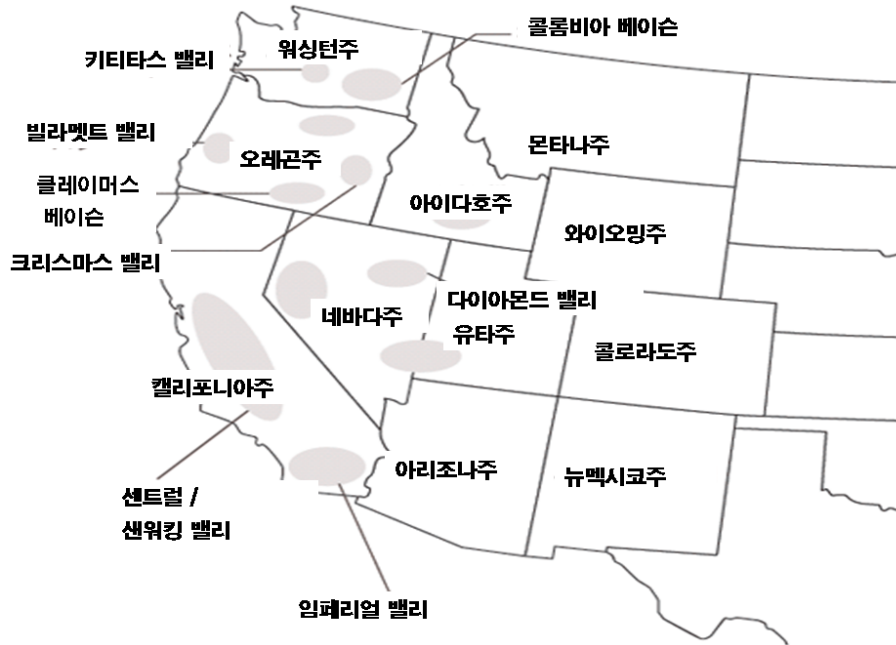 콜롬비아 베이슨
워싱턴주
키티타스 밸리
빌라멧트 밸리
오레곤주
몬타나주
클레이머스
베이슨
아이다호주
와이오밍주
크리스마스 밸리
다이아몬드 밸리
네바다주
유타주
콜로라도주
캘리포니아주
아리조나주
뉴멕시코주
센트럴 /
샌워킹 밸리
임페리얼 밸리